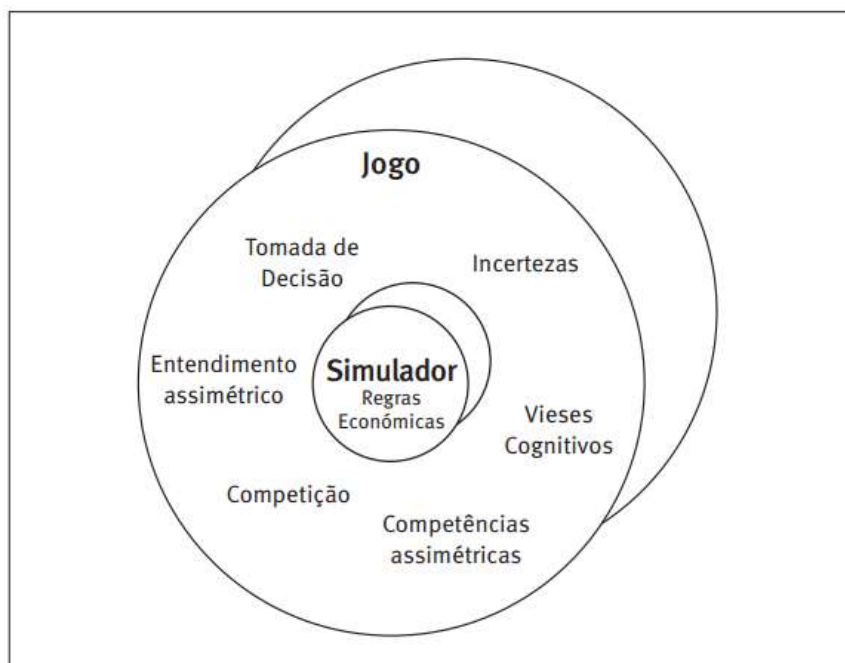 Jogo
Tomada de
Decisão
Incertezas
Entendimento
assimétrico
Simulador
Regras
Económicas
Vieses
Cognitivos
Competição
Competências
assimétricas